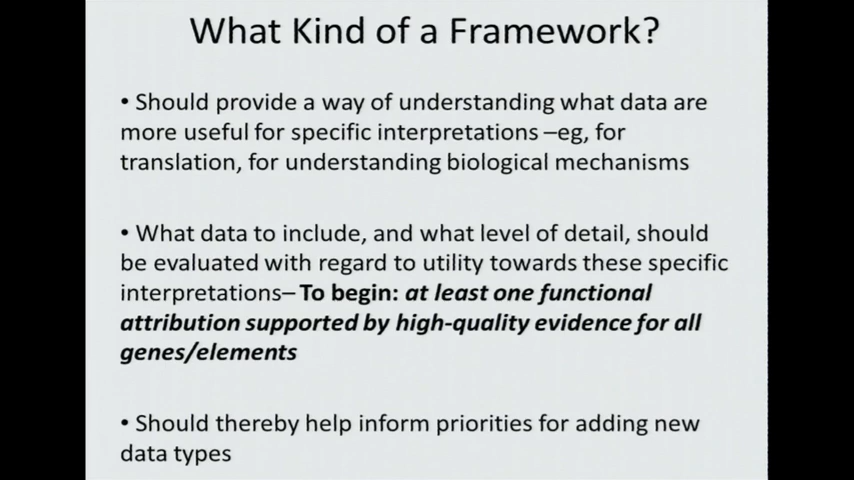 What Kind of a Framework?
• Should provide a way of understanding what data are
more useful for specific interpretations –eg, for
translation, for understanding biological mechanisms
• What data to include, and what level of detail, should
be evaluated with regard to utility towards these specific
interpretations– To begin: at least one functional
attribution supported by high-quality evidence for all
genes/elements
• Should thereby help inform priorities for adding new
data types